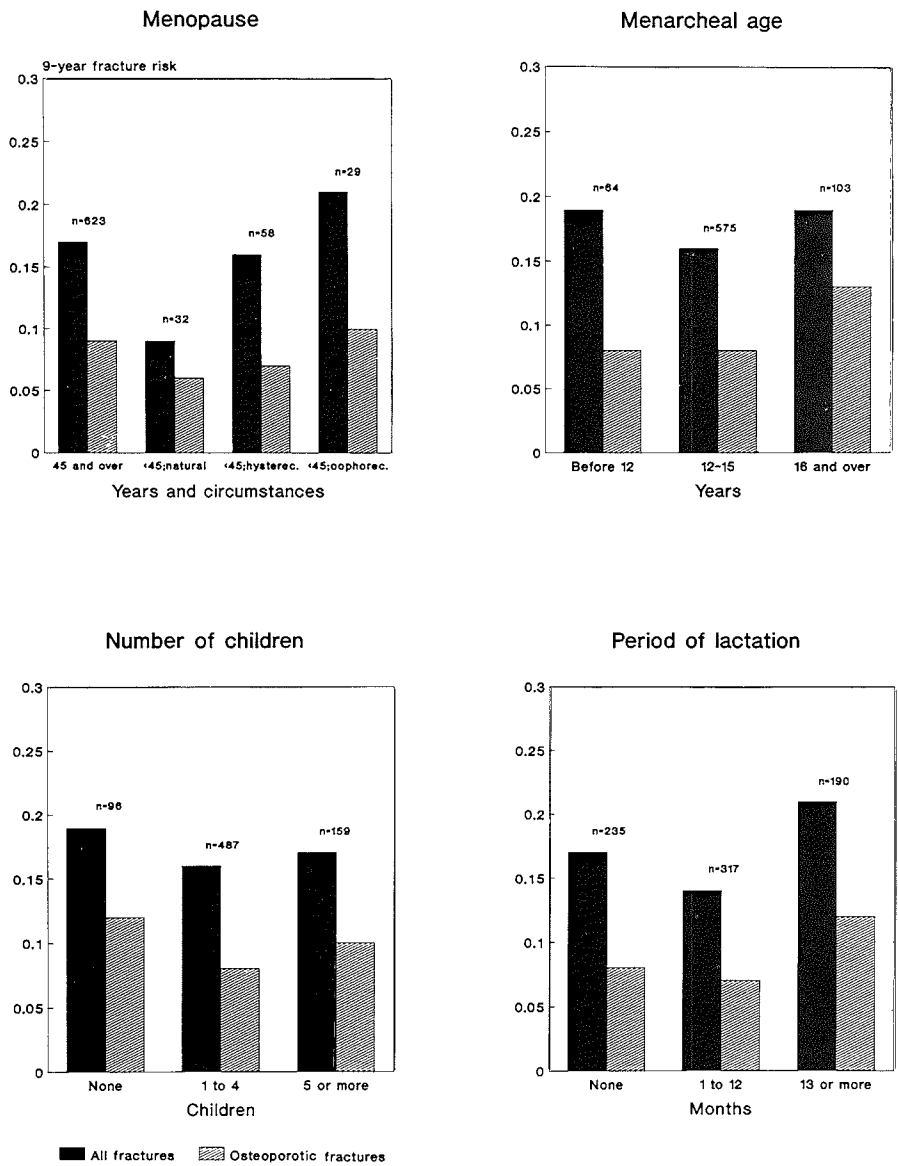 Menopause
9-year fracture risk
0.3
0.25
0.2
0.15
0.1
0.05
0
n=623
n=32
n=58
n=29
45 and over
<45;natural
<45;hysterec.
<45;oophorec.
Years and circumstances
Menarcheal age
0.3
0.25
0.2
0.15
0.1
0.05
0
n=64
n=575
n=103
Before 12
12-15
16 and over
Years
Number of children
0.3
0.25
0.2
0.15
0.1
0.05
0
n=96
n=487
n=159
None
1 to 4
5 or more
Children
Period of lactation
0.3
0.25
0.2
0.15
0.1
0.05
0
n=235
n=317
n=190
None
1 to 12
13 or more
Months
All fractures
Osteoporotic fractures